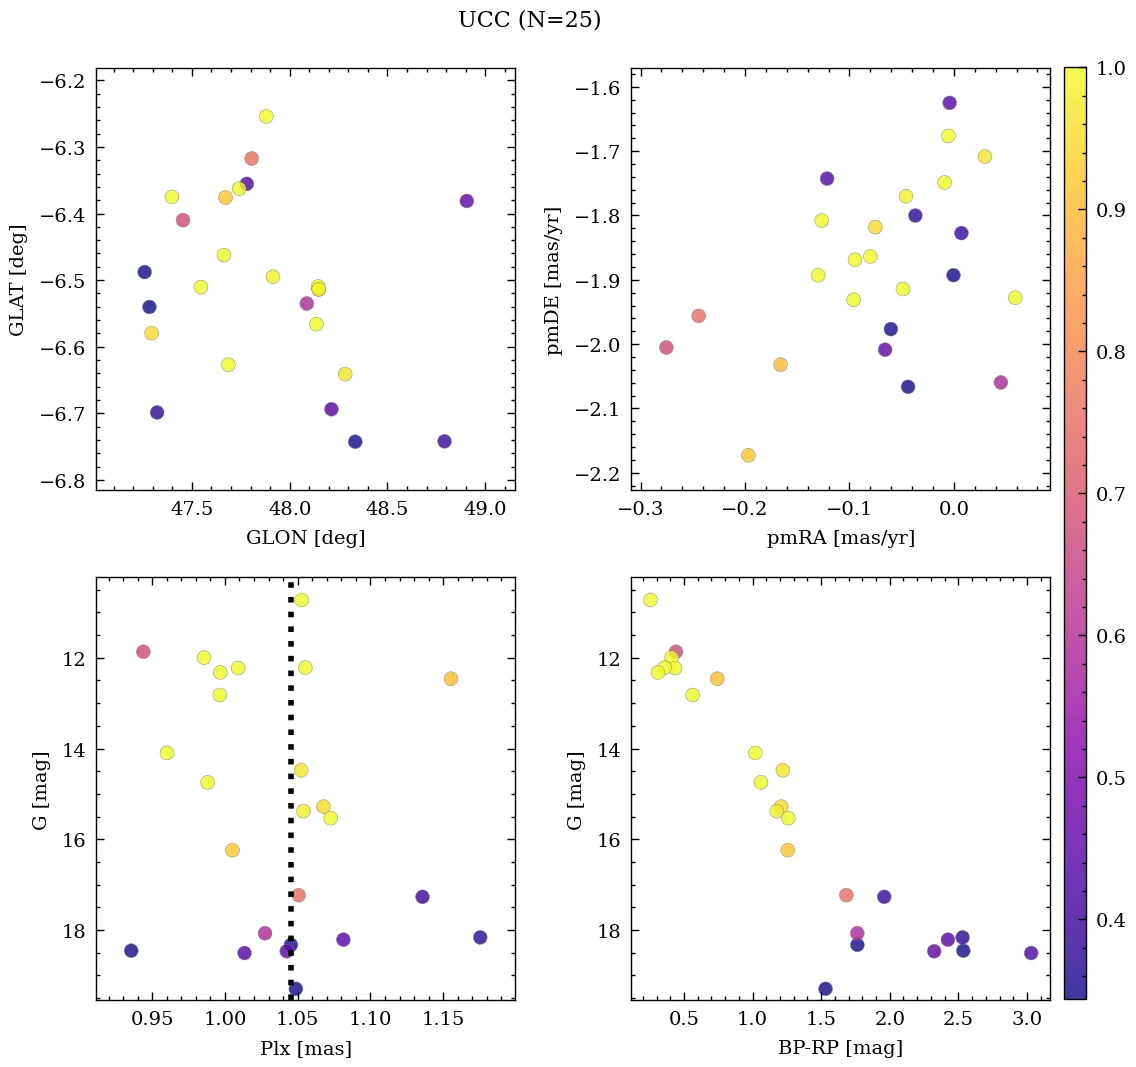 UCC (N=25)
−6.2
−6.3
−6.4
−6.5
−6.6
−6.7
−6.8
GLAT [deg]
47.5 48.0 48.5 49.0
GLON [deg]
−1.6
−1.7
−1.8
−1.9
−2.0
−2.1
−2.2
pmDE [mas/yr]
−0.3 −0.2 −0.1 0.0
pmRA [mas/yr]
12
14
16
18
G [mag]
0.95 1.00 1.05 1.10 1.15
Plx [mas]
12
14
16
18
G [mag]
0.5 1.0 1.5 2.0 2.5 3.0
BP-RP [mag]
1.0
0.9
0.8
0.7
0.6
0.5
0.4